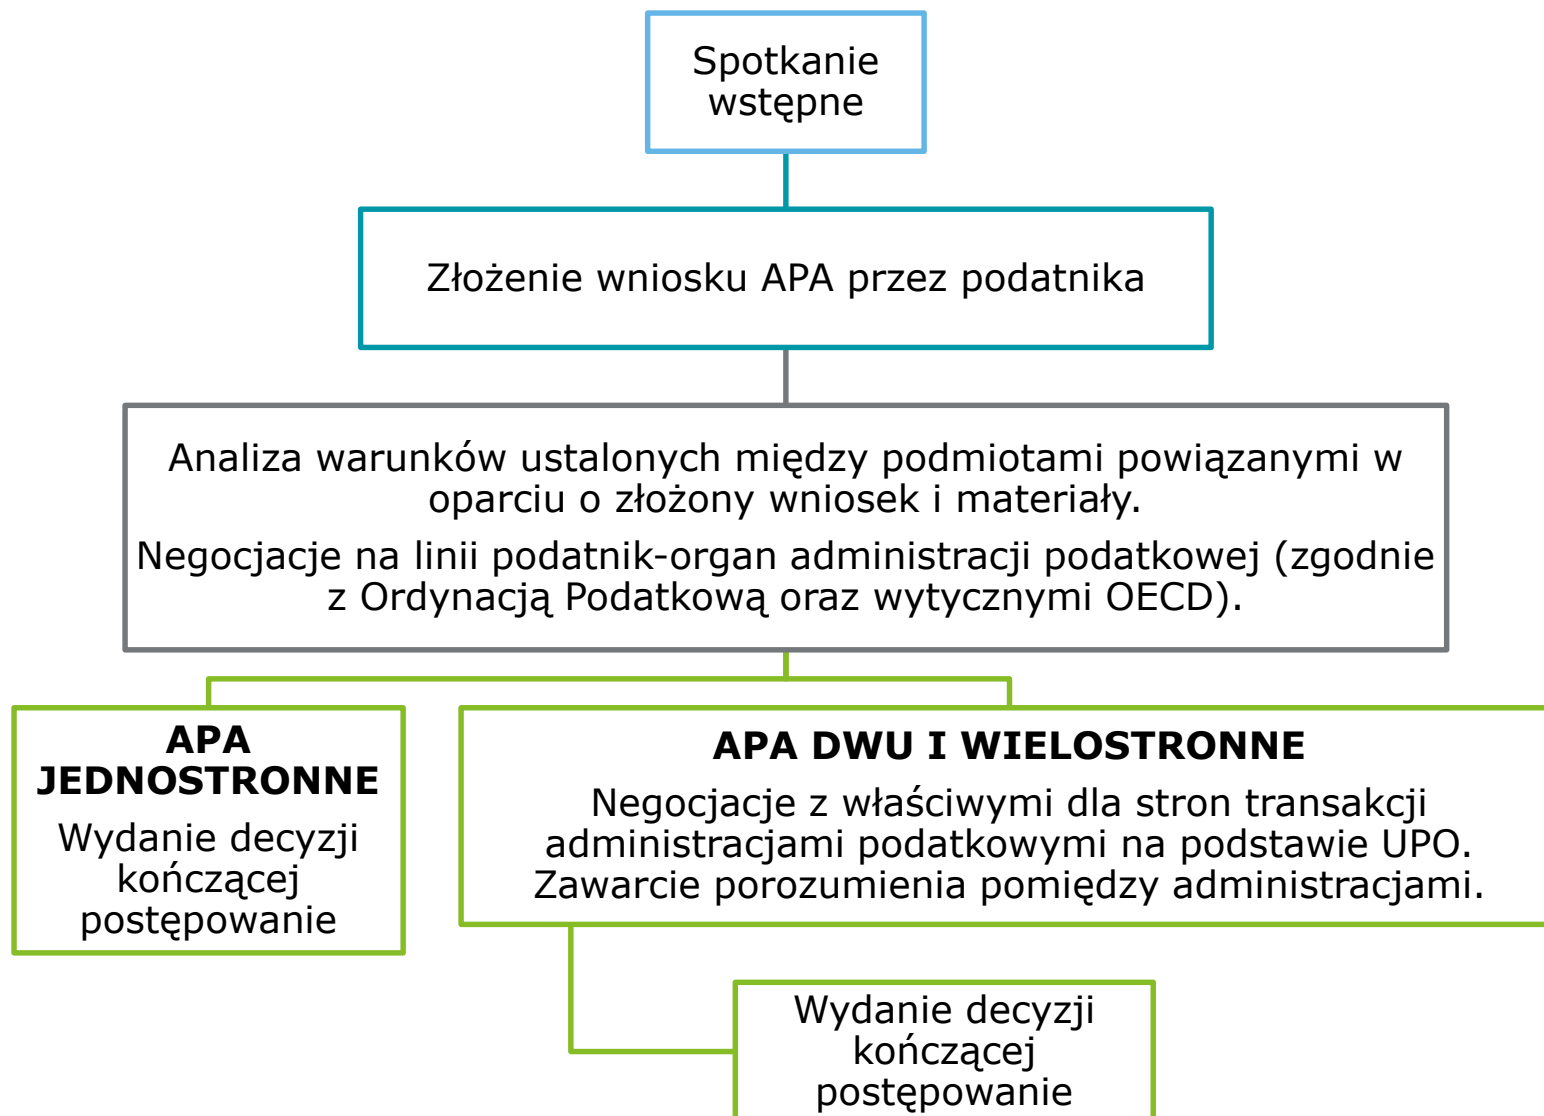 Spotkanie
wstępne
Złożenie wniosku APA przez podatnika
Analiza warunków ustalonych między podmiotami powiązanymi w
oparciu o złożony wniosek i materiały.
Negocjacje na linii podatnik-organ administracji podatkowej (zgodnie
z Ordynacją Podatkową oraz wytycznymi OECD).
APA
JEDNOSTRONNE
Wydanie decyzji
kończącej
postępowanie
APA DWU I WIELOSTRONNE
Negocjacje z właściwymi dla stron transakcji
administracjami podatkowymi na podstawie UPO.
Zawarcie porozumienia pomiędzy administracjami.
Wydanie decyzji
kończącej
postępowanie